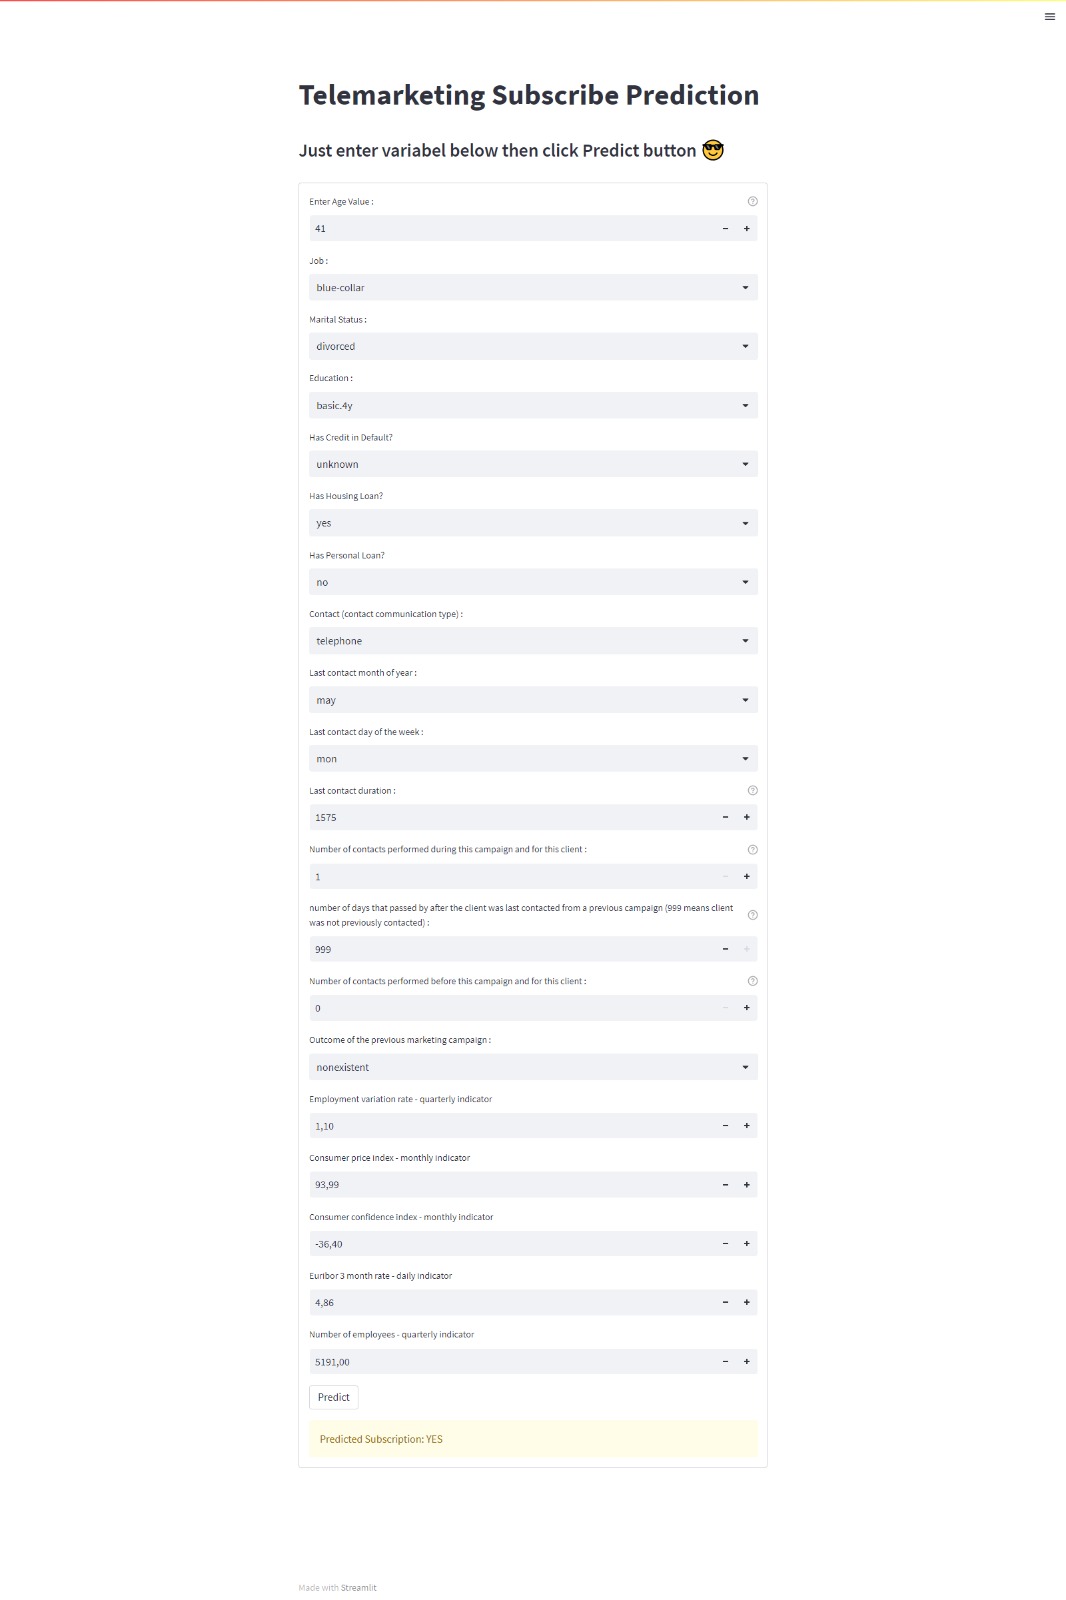 Telemarketing Subscribe Prediction
Just enter variabel below then click Predict button 😎
Enter Age Value :
41
Job :
blue-collar
Marital Status :
divorced
Education :
basic.4y
Has Credit in Default?
unknown
Has Housing Loan?
yes
Has Personal Loan?
no
Contact (contact communication type) :
telephone
Last contact month of year :
may
Last contact day of the week :
mon
Last contact duration :
1575
Number of contacts performed during this campaign and for this client :
1
number of days that passed by after the client was last contacted from a previous campaign (999 means client
was not previously contacted) :
999
Number of contacts performed before this campaign and for this client :
0
Outcome of the previous marketing campaign :
nonexistent
Employment variation rate - quarterly indicator
1,10
Consumer price index - monthly indicator
93,99
Consumer confidence index - monthly indicator
-36,40
Euribor 3 month rate - daily indicator
4,86
Number of employees - quarterly indicator
5191,00
Predict
Predicted Subscription: YES
Made with Streamlit